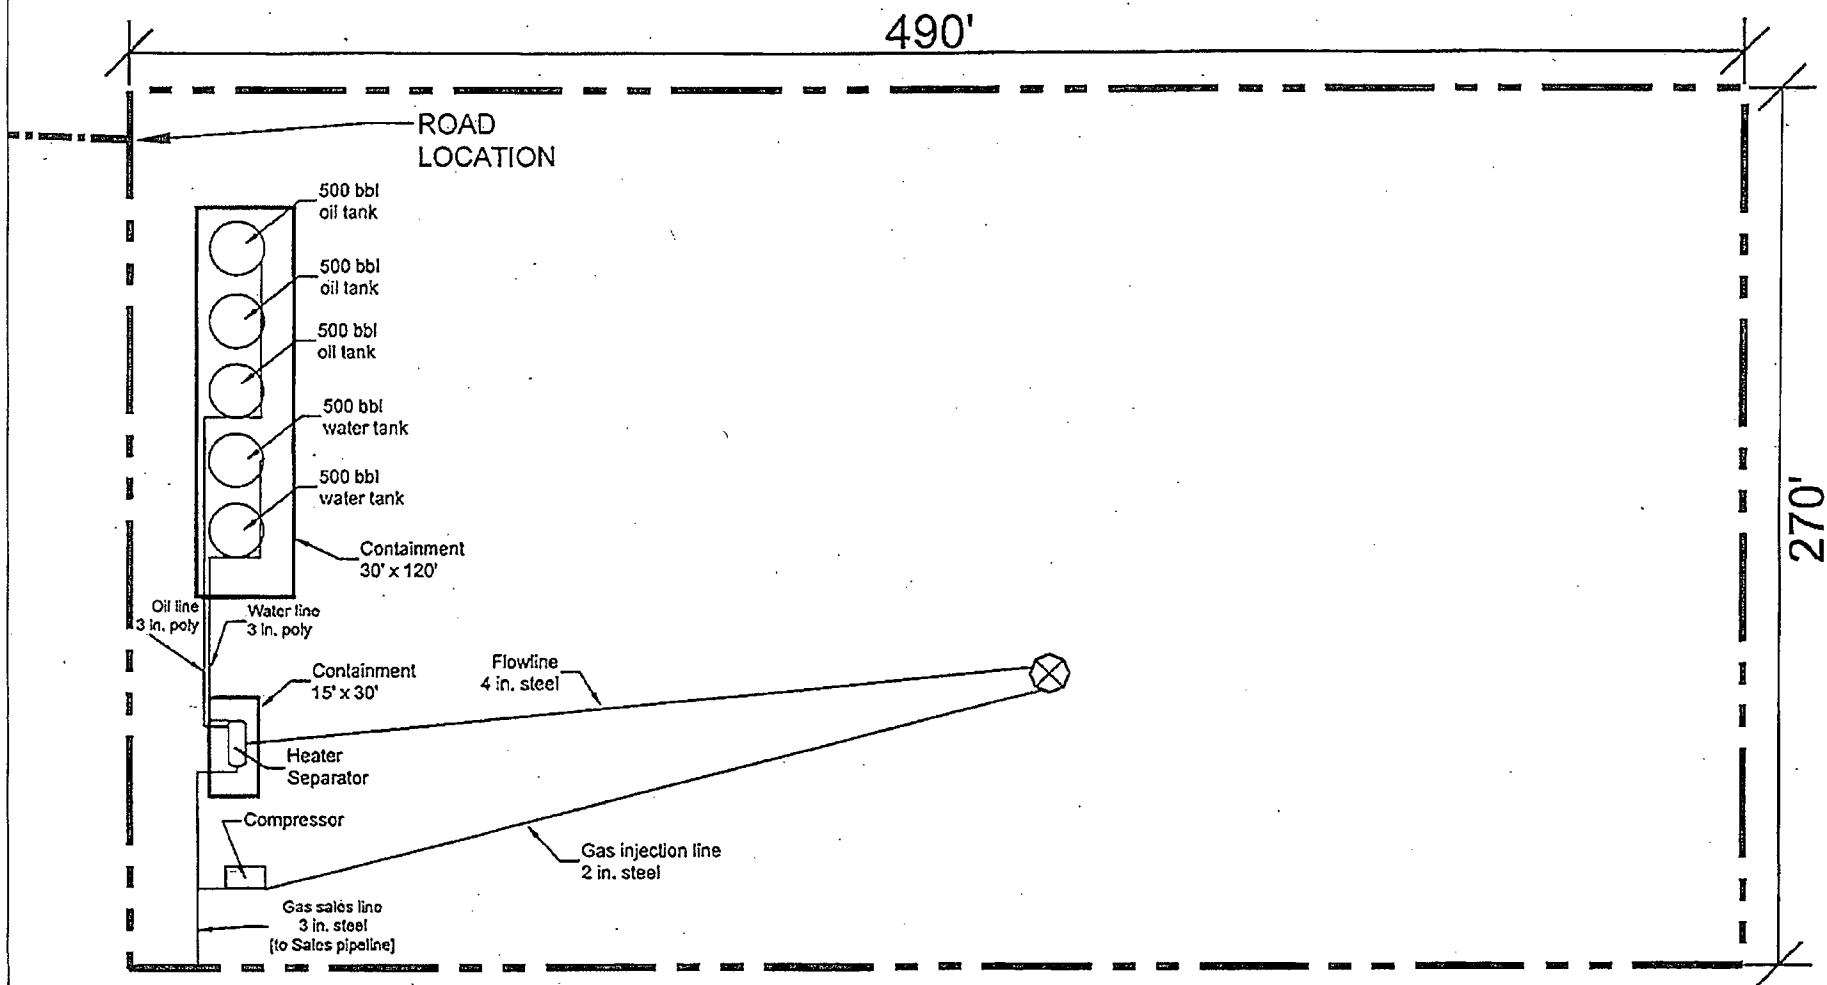 490'
ROAD
LOCATION
500 bbl
oil tank
500 bbl
oil tank
500 bbl
oil tank
500 bbl
water tank
500 bbl
water tank
Containment
30' x 120'
Oil line
3 in. poly
Water line
3 in. poly
Containment
15' x 30'
Flowline
4 in. steel
Heater
Separator
Compressor
Gas injection line
2 in. steel
Gas sales line
3 in. steel
[to Sales pipeline]
270'